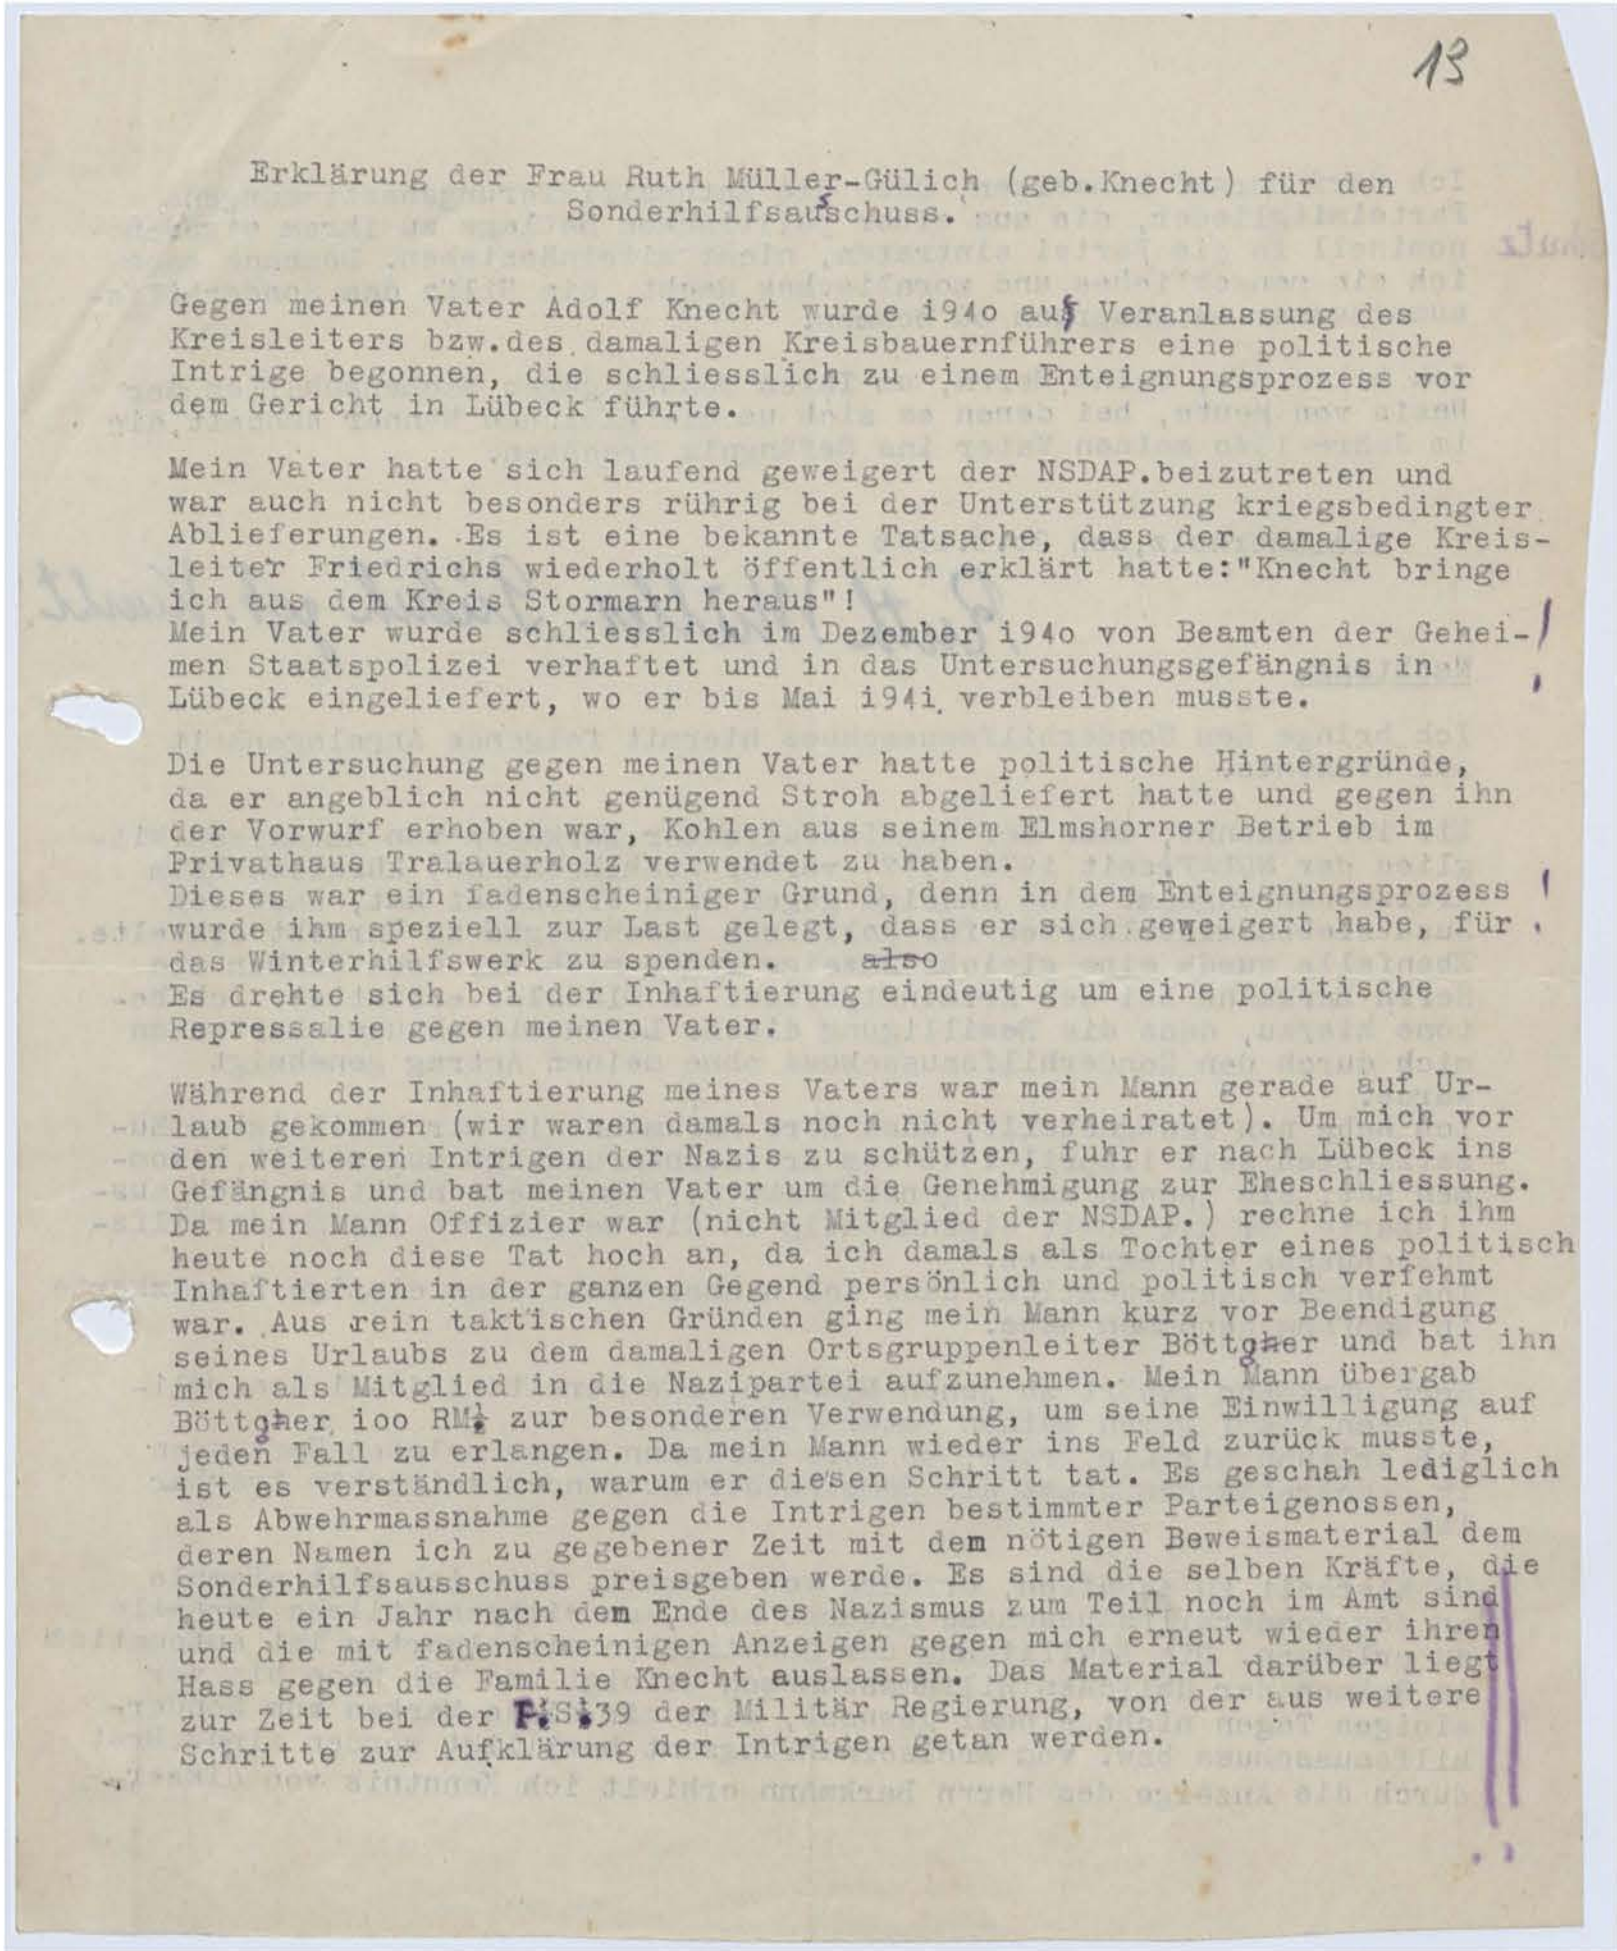 13
Erklärung der Frau Ruth Müller-Gülich (geb.Knecht) für den
Sonderhilfsausschuss.
Gegen meinen Vater Adolf Knecht wurde i94o auf Veranlassung des
Kreisleiters bzw.des damaligen Kreisbauernführers eine politische
Intrige begonnen, die schliesslich zu einem Enteignungsprozess vor
dem Gericht in Lübeck führte.
Mein Vater hatte sich laufend geweigert der NSDAP.beizutreten und
war auch nicht besonders rührig bei der Unterstützung kriegsbedingter
Ablieferungen. Es ist eine bekannte Tatsache, dass der damalige Kreis-
leiter Friedrichs wiederholt öffentlich erklärt hatte:"Knecht bringe
ich aus dem Kreis Stormarn heraus"!
Mein Vater wurde schliesslich im Dezember i94o von Beamten der Gehei-
men Staatspolizei verhaftet und in das Untersuchungsgefängnis in
Lübeck eingeliefert, wo er bis Mai i94i verbleiben musste.
Die Untersuchung gegen meinen Vater hatte politische Hintergründe,
da er angeblich nicht genügend Stroh abgeliefert hatte und gegen ihn
der Vorwurf erhoben war, Kohlen aus seinem Elmshorner Betrieb im
Privathaus Tralauerholz verwendet zu haben.
Dieses war ein fadenscheiniger Grund, denn in dem Enteignungsprozess
wurde ihm speziell zur Last gelegt, dass er sich geweigert habe, für
das Winterhilfswerk zu spenden. also
Es drehte sich bei der Inhaftierung eindeutig um eine politische
Repressalie gegen meinen Vater.
Während der Inhaftierung meines Vaters war mein Mann gerade auf Ur-
laub gekommen (wir waren damals noch nicht verheiratet). Um mich vor
den weiteren Intrigen der Nazis zu schützen, fuhr er nach Lübeck ins
Gefängnis und bat meinen Vater um die Genehmigung zur Eheschliessung.
Da mein Mann Offizier war (nicht Mitglied der NSDAP.) rechne ich ihm
heute noch diese Tat hoch an, da ich damals als Tochter eines politisch
Inhaftierten in der ganzen Gegend persönlich und politisch verfehmt
war. Aus rein taktischen Gründen ging mein Mann kurz vor Beendigung
seines Urlaubs zu dem damaligen Ortsgruppenleiter Böttger und bat ihn
mich als Mitglied in die Nazipartei aufzunehmen. Mein Mann übergab
Böttger ioo RM. zur besonderen Verwendung, um seine Einwilligung auf
jeden Fall zu erlangen. Da mein Mann wieder ins Feld zurück musste,
ist es verständlich, warum er diesen Schritt tat. Es geschah lediglich
als Abwehrmassnahme gegen die Intrigen bestimmter Parteigenossen,
deren Namen ich zu gegebener Zeit mit dem nötigen Beweismaterial dem
Sonderhilfsausschuss preisgeben werde. Es sind die selben Kräfte, die
heute ein Jahr nach dem Ende des Nazismus zum Teil noch im Amt sind
und die mit fadenscheinigen Anzeigen gegen mich erneut wieder ihren
Hass gegen die Familie Knecht auslassen. Das Material darüber liegt
zur Zeit bei der F.S.39 der Militär Regierung, von der aus weitere
Schritte zur Aufklärung der Intrigen getan werden.